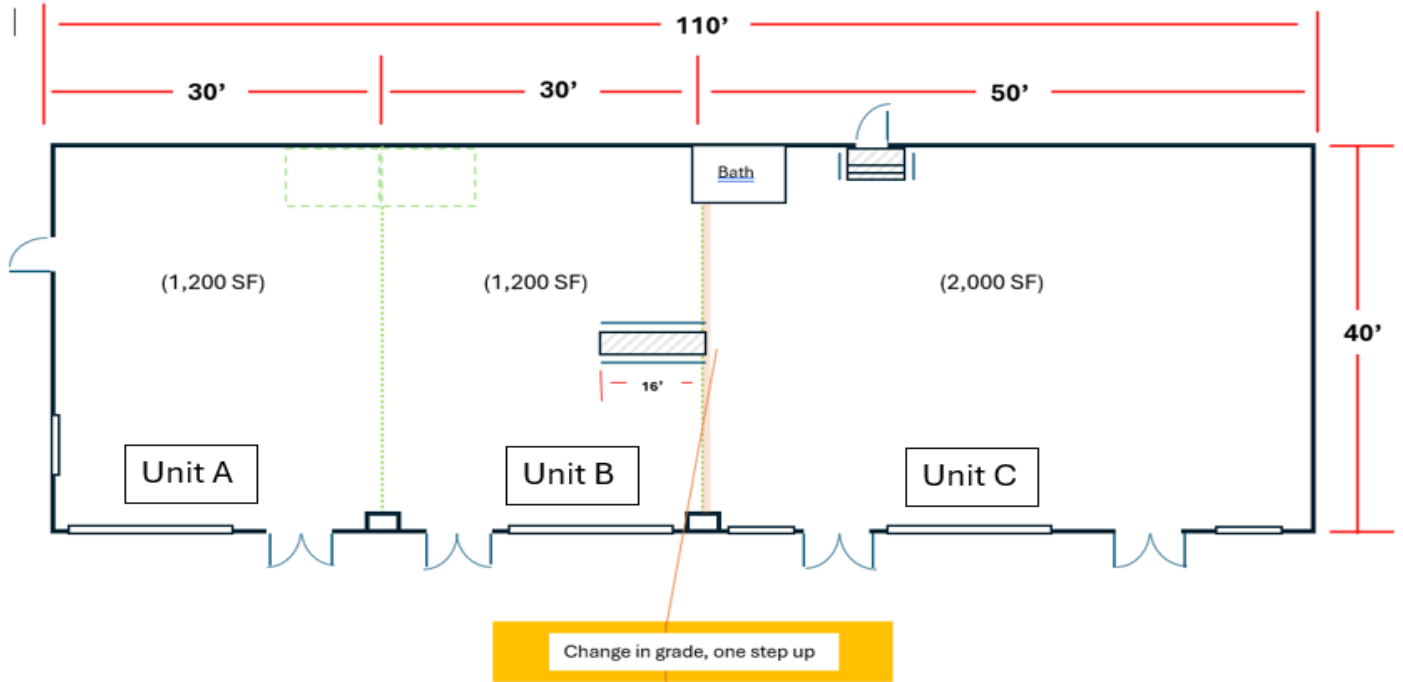 110’
30’
30’
50’
Bath
(1,200 SF)
(1,200 SF)
(2,000 SF)
40’
16’
Unit A
Unit B
Unit C
Change in grade, one step up